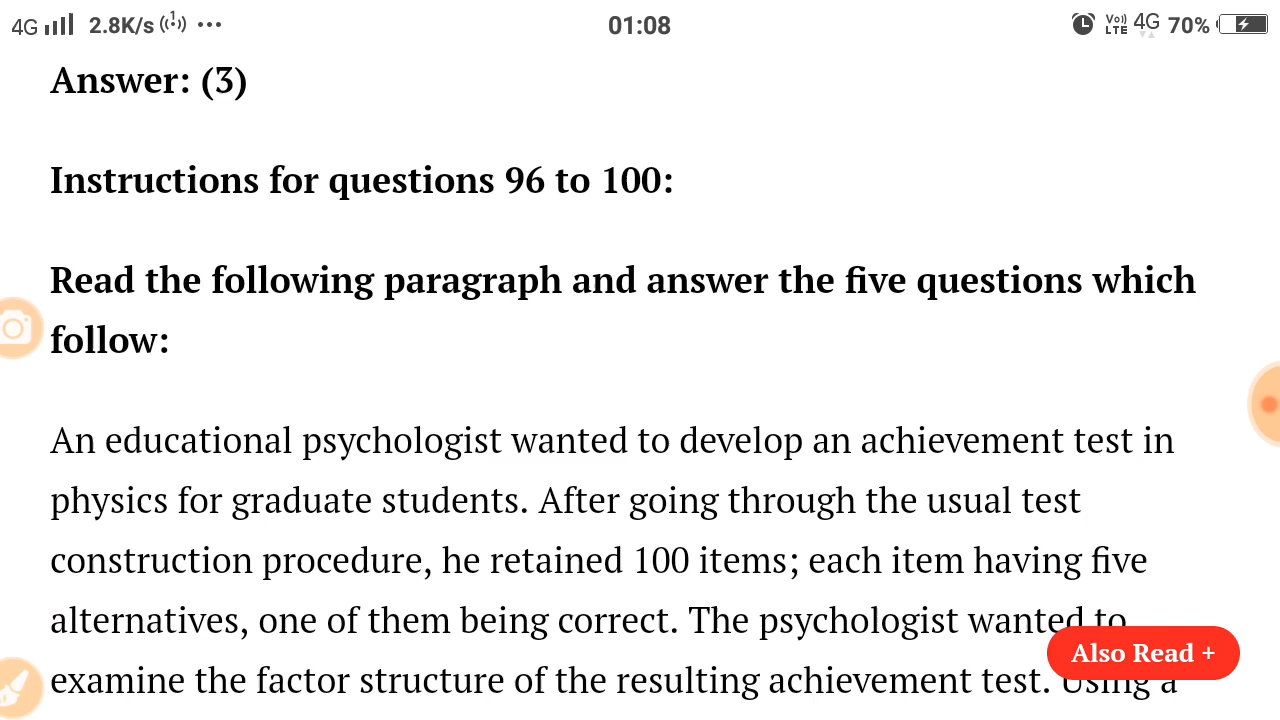 4G 2.8K/s 01:08 Vo)) LTE 4G 70%
Answer: (3)
Instructions for questions 96 to 100:
Read the following paragraph and answer the five questions which
follow:
An educational psychologist wanted to develop an achievement test in
physics for graduate students. After going through the usual test
construction procedure, he retained 100 items; each item having five
alternatives, one of them being correct. The psychologist wanted to
Also Read +
examine the factor structure of the resulting achievement test. Using a